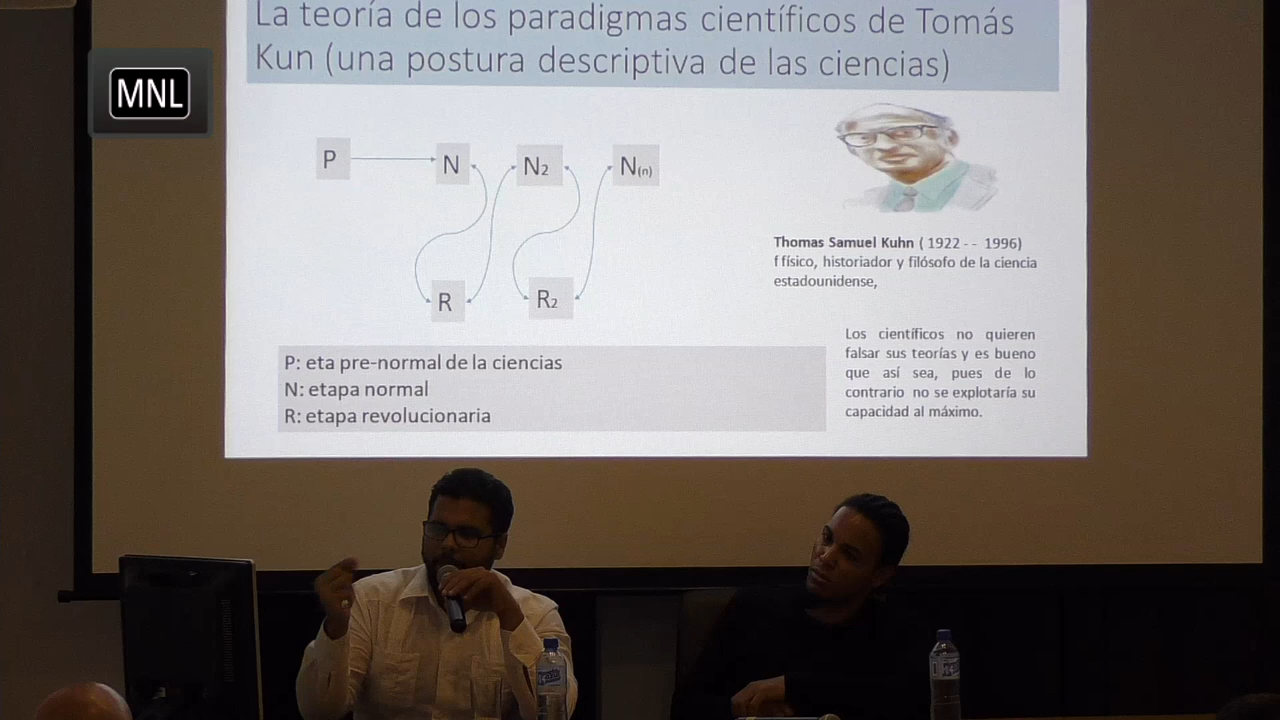 La teoría de los paradigmas científicos de Tomás
Kun (una postura descriptiva de las ciencias)
MNL
P
N
N2
N(n)
R
R2
Thomas Samuel Kuhn ( 1922 - - 1996)
f físico, historiador y filósofo de la ciencia
estadounidense,
Los científicos no quieren
falsar sus teorías y es bueno
que así sea, pues de lo
contrario no se explotaría su
capacidad al máximo.
P: eta pre-normal de la ciencias
N: etapa normal
R: etapa revolucionaria